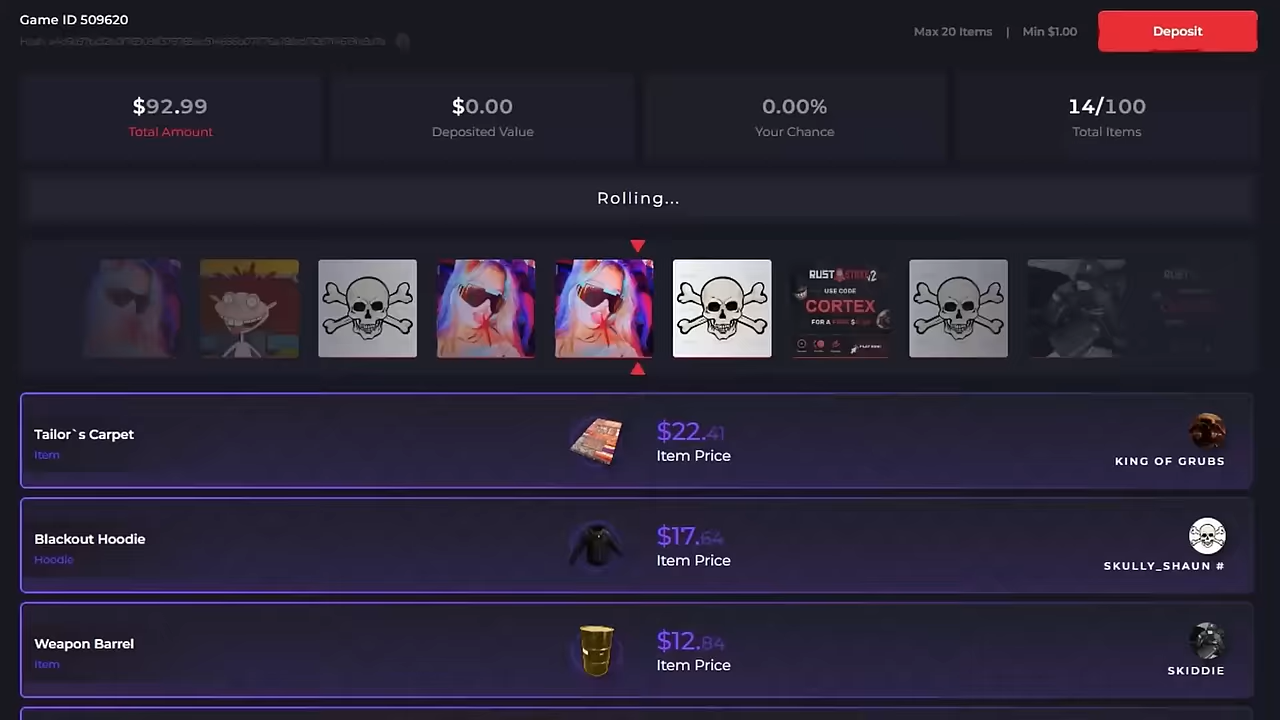 Game ID 509620
Max 20 Items | Min $1.00
Deposit
$92.99
Total Amount
$0.00
Deposited Value
0.00%
Your Chance
14/100
Total Items
Rolling...
RUST v2
USE CODE
CORTEX
FOR A
Tailor`s Carpet
Item
$22.41
Item Price
KING OF GRUBS
Blackout Hoodie
Hoodie
$17.64
Item Price
SKULLY_SHAUN #
Weapon Barrel
Item
$12.84
Item Price
SKIDDIE